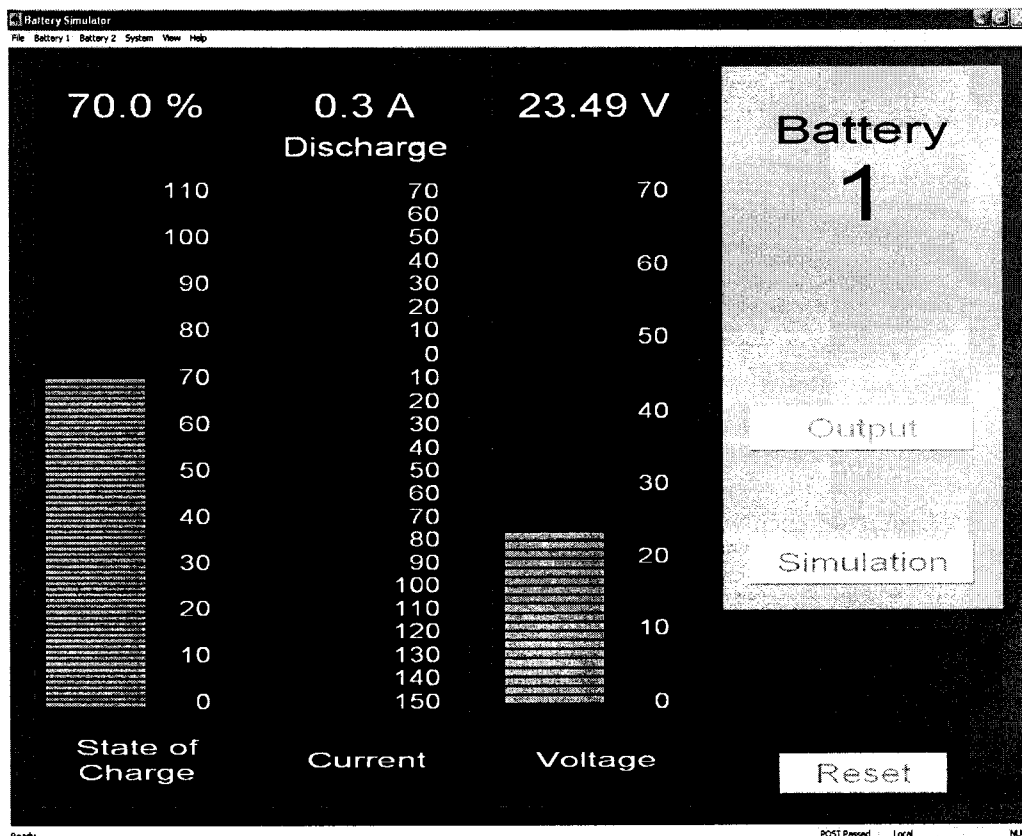 Battery Simulator
File Battery 1 Battery 2 System View Help
70.0 % 0.3 A 23.49 V
Discharge
Battery
1
110 70 70
60
100 50
40 60
90 30
20
80 10 50
0
70 10
20 40
60 30
40
50 50 30
60
40 70
80 20
30 90
100
20 110 10
120
10 130
140
0 150 0
Output
Simulation
State of
Charge
Current
Voltage
Reset
Ready POST Passed Local